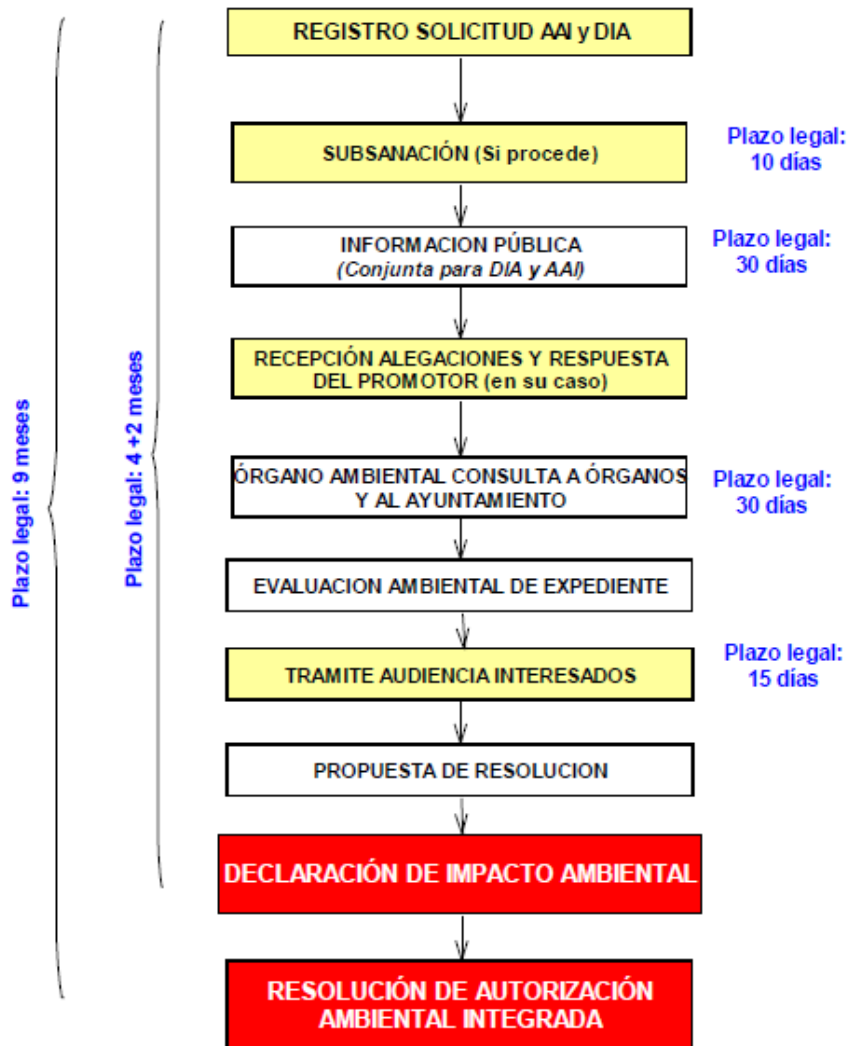 REGISTRO SOLICITUD AAI y DIA
SUBSANACIÓN (Si procede)
Plazo legal:
10 días
INFORMACION PÚBLICA
(Conjunta para DIA y AAI)
Plazo legal:
30 días
RECEPCIÓN ALEGACIONES Y RESPUESTA
DEL PROMOTOR (en su caso)
Plazo legal: 9 meses
Plazo legal: 4 +2 meses
ÓRGANO AMBIENTAL CONSULTA A ÓRGANOS
Y AL AYUNTAMIENTO
Plazo legal:
30 días
EVALUACION AMBIENTAL DE EXPEDIENTE
TRAMITE AUDIENCIA INTERESADOS
Plazo legal:
15 días
PROPUESTA DE RESOLUCION
DECLARACIÓN DE IMPACTO AMBIENTAL
RESOLUCIÓN DE AUTORIZACIÓN
AMBIENTAL INTEGRADA